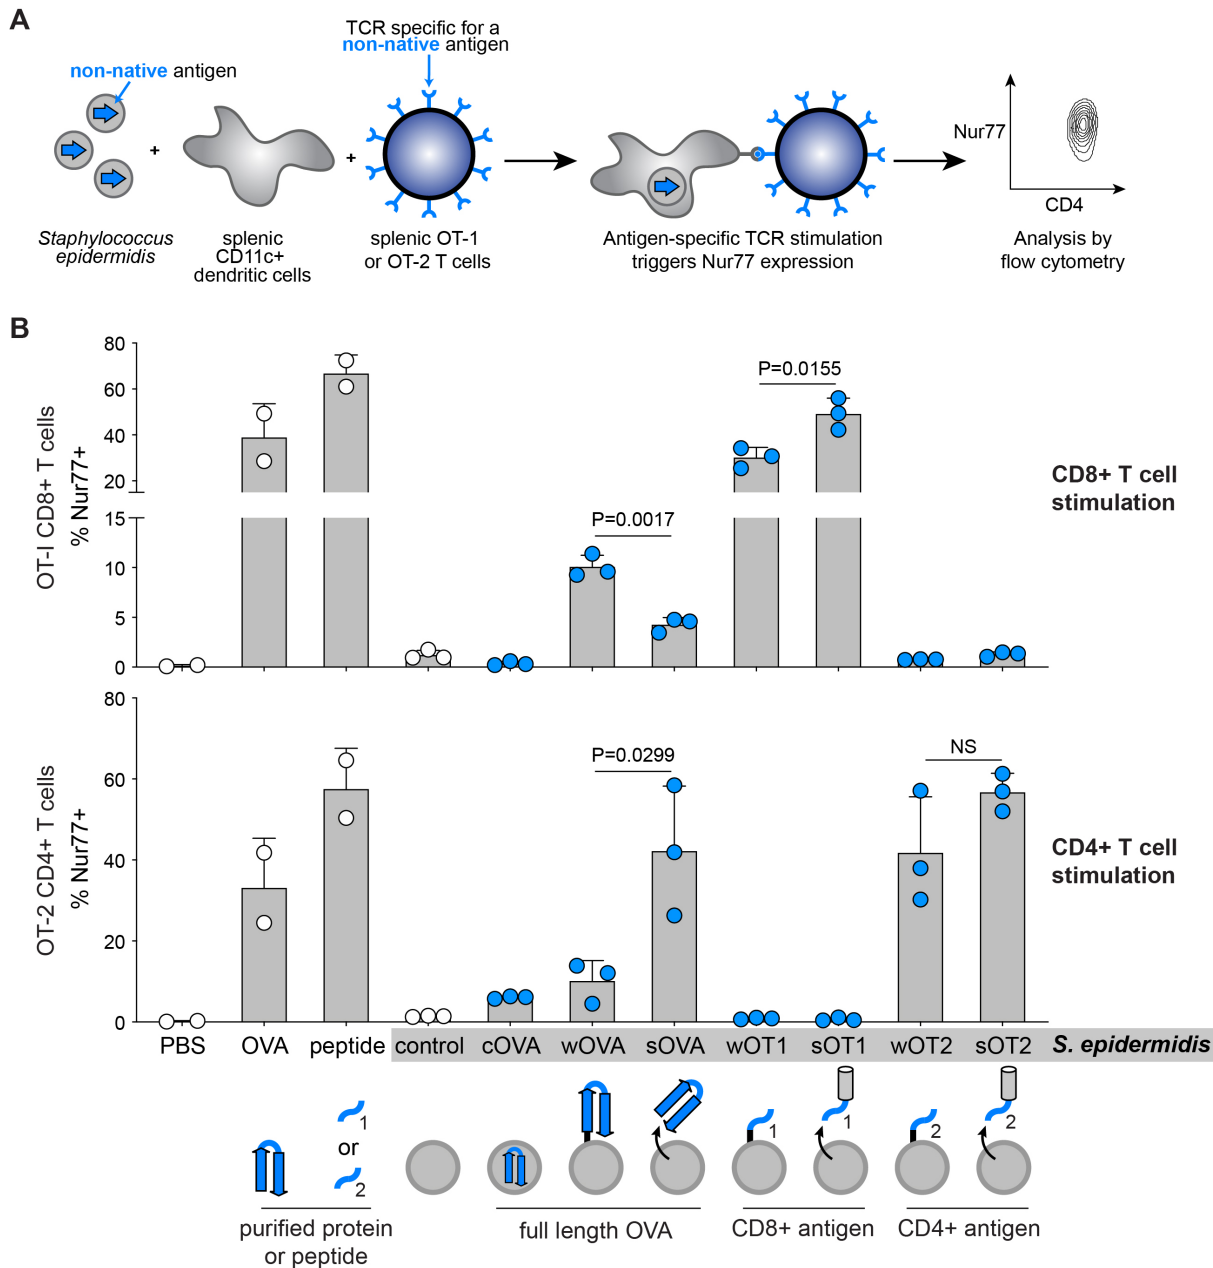 A
TCR specific for a
non-native antigen
non-native antigen
+
+
Nur77
CD4
Staphylococcus
epidermidis
splenic
CD11c+
dendritic cells
splenic OT-1
or OT-2 T cells
Antigen-specific TCR stimulation
triggers Nur77 expression
Analysis by
flow cytometry
B
OT-I CD8+ T cells
% Nur77+
80
60
40
20
15
10
5
0
P=0.0017
P=0.0155
CD8+ T cell
stimulation
OT-2 CD4+ T cells
% Nur77+
80
60
40
20
0
P=0.0299
NS
CD4+ T cell
stimulation
PBS OVA peptide control cOVA wOVA sOVA wOT1 sOT1 wOT2 sOT2 S. epidermidis
1
or
2
1
1
2
2
purified protein
or peptide
full length OVA
CD8+ antigen
CD4+ antigen